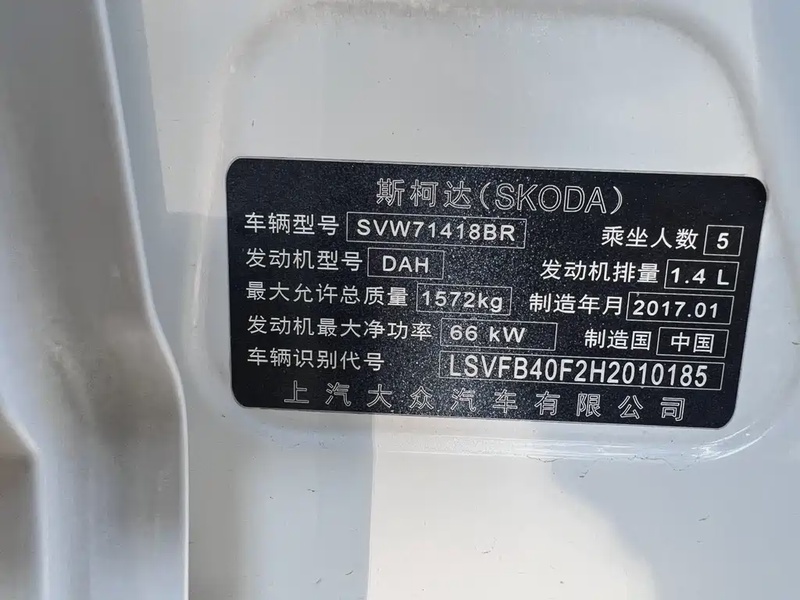 斯柯达(SKODA)
车辆型号 SVW71418BR 乘坐人数 5
发动机型号 DAH 发动机排量 1.4 L
最大允许总质量 1572kg 制造年月 2017.01
发动机最大净功率 66 kW 制造国 中国
车辆识别代号 LSVFB40F2H2010185
上汽大众汽车有限公司